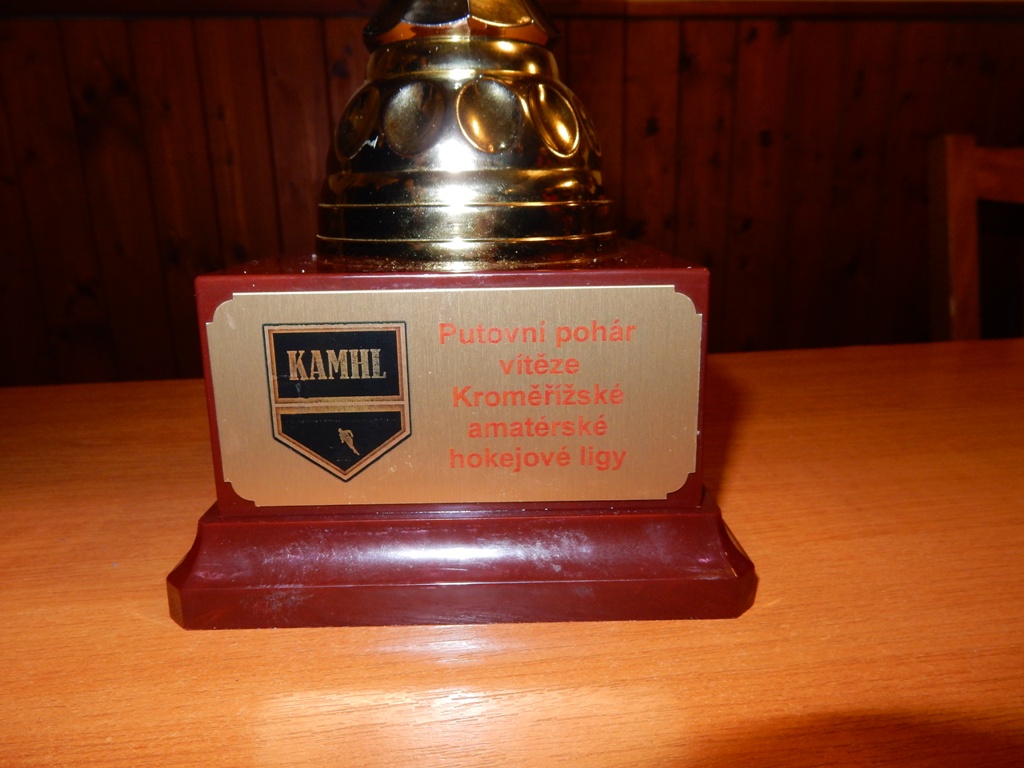 KAMHL
Putovní pohár
vítěze
Kroměřížské
amatérské
hokejové ligy